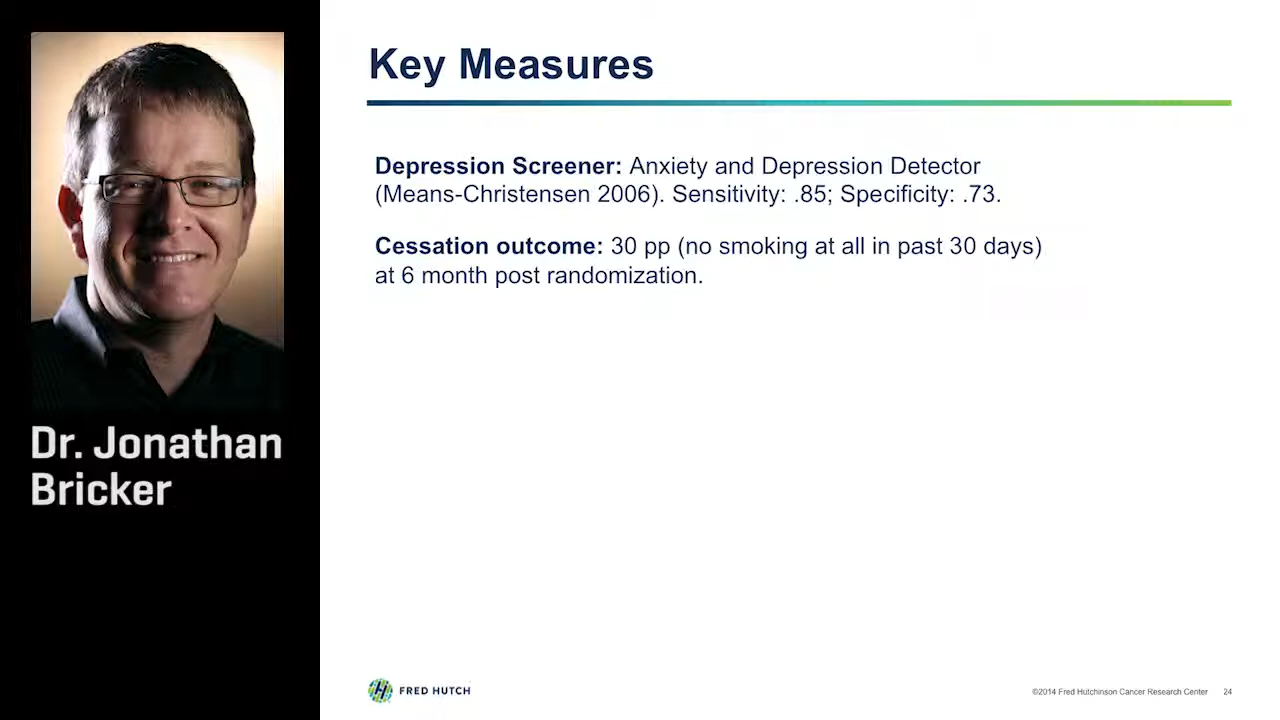 Dr. Jonathan
Bricker
Key Measures
Depression Screener: Anxiety and Depression Detector
(Means-Christensen 2006). Sensitivity: .85; Specificity: .73.
Cessation outcome: 30 pp (no smoking at all in past 30 days)
at 6 month post randomization.
FRED HUTCH
©2014 Fred Hutchinson Cancer Research Center 24